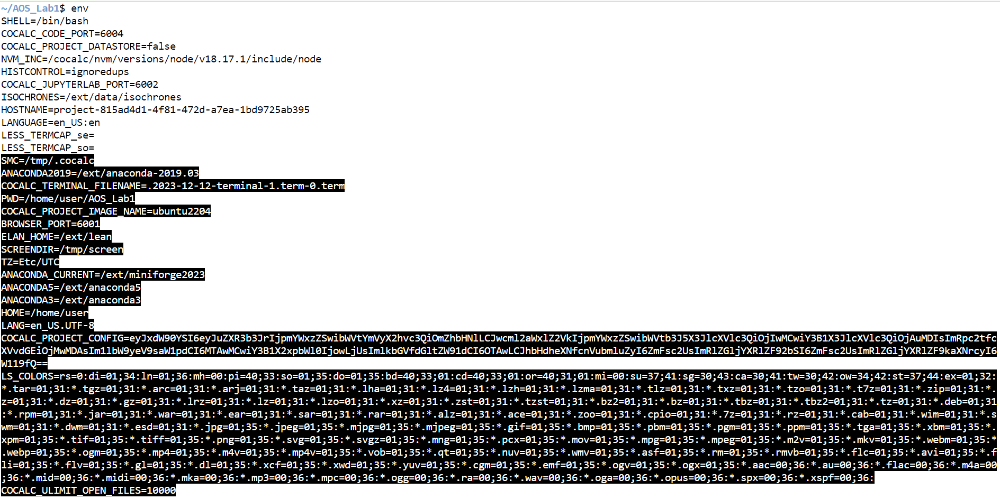 ~/AOS_Lab1$ env
SHELL=/bin/bash
COCALC_CODE_PORT=6004
COCALC_PROJECT_DATASTORE=false
NVM_INC=/cocalc/nvm/versions/node/v18.17.1/include/node
HISTCONTROL=ignoredups
COCALC_JUPYTERLAB_PORT=6002
ISOCHRONES=/ext/data/isochrones
HOSTNAME=project-815ad4d1-4f81-472d-a7ea-1bd9725ab395
LANGUAGE=en_US:en
LESS_TERMCAP_se=
LESS_TERMCAP_so=
SMC=/tmp/.cocalc
ANACONDA2019=/ext/anaconda-2019.03
COCALC_TERMINAL_FILENAME=.2023-12-12-terminal-1.term-0.term
PWD=/home/user/AOS_Lab1
COCALC_PROJECT_IMAGE_NAME=ubuntu2204
BROWSER_PORT=6001
ELAN_HOME=/ext/lean
SCREENDIR=/tmp/screen
TZ=Etc/UTC
ANACONDA_CURRENT=/ext/miniforge2023
ANACONDA5=/ext/anaconda5
ANACONDA3=/ext/anaconda3
HOME=/home/user
LANG=en_US.UTF-8
COCALC_PROJECT_CONFIG=eyJxdW90YSI6eyJuZXR3b3JrIjpmYWxzZSwibWVtYmVyX2hvc3QiOmZhbHNlLCJwcml2aWxlZ2VkIjpmYWxzZSwibWVtb3J5X3JlcXVlc3QiOjIwMCwiY3B1X3JlcXVlc3QiOjAuMDIsImRpc2tfc
XVvdGEiOjMwMDAsIm1lbW9yeV9saW1pdCI6MTAwMCwiY3B1X2xpbWl0IjowLjUsImlkbGVfdGltZW91dCI6OTAwLCJhbHdheXNfcnVubmluZyI6ZmFsc2UsImRlZGljYXRlZF92bSI6ZmFsc2UsImRlZGljYXRlZF9kaXNrcyI6
W119fQ==
LS_COLORS=rs=0:di=01;34:ln=01;36:mh=00:pi=40;33:so=01;35:do=01;35:bd=40;33;01:cd=40;33;01:or=40;31;01:mi=00:su=37;41:sg=30;43:ca=30;41:tw=30;42:ow=34;42:st=37;44:ex=01;32:
*.tar=01;31:*.tgz=01;31:*.arc=01;31:*.arj=01;31:*.taz=01;31:*.lha=01;31:*.lz4=01;31:*.lzh=01;31:*.lzma=01;31:*.tlz=01;31:*.txz=01;31:*.tzo=01;31:*.t7z=01;31:*.zip=01;31:*.
z=01;31:*.dz=01;31:*.gz=01;31:*.lrz=01;31:*.lz=01;31:*.lzo=01;31:*.xz=01;31:*.zst=01;31:*.tzst=01;31:*.bz2=01;31:*.bz=01;31:*.tbz=01;31:*.tbz2=01;31:*.tz=01;31:*.deb=01;31
:*.rpm=01;31:*.jar=01;31:*.war=01;31:*.ear=01;31:*.sar=01;31:*.rar=01;31:*.alz=01;31:*.ace=01;31:*.zoo=01;31:*.cpio=01;31:*.7z=01;31:*.rz=01;31:*.cab=01;31:*.wim=01;31:*.s
wm=01;31:*.dwm=01;31:*.esd=01;31:*.jpg=01;35:*.jpeg=01;35:*.mjpg=01;35:*.mjpeg=01;35:*.gif=01;35:*.bmp=01;35:*.pbm=01;35:*.pgm=01;35:*.ppm=01;35:*.tga=01;35:*.xbm=01;35:*.
xpm=01;35:*.tif=01;35:*.tiff=01;35:*.png=01;35:*.svg=01;35:*.svgz=01;35:*.mng=01;35:*.pcx=01;35:*.mov=01;35:*.mpg=01;35:*.mpeg=01;35:*.m2v=01;35:*.mkv=01;35:*.webm=01;35:*
.webp=01;35:*.ogm=01;35:*.mp4=01;35:*.m4v=01;35:*.mp4v=01;35:*.vob=01;35:*.qt=01;35:*.nuv=01;35:*.wmv=01;35:*.asf=01;35:*.rm=01;35:*.rmvb=01;35:*.flc=01;35:*.avi=01;35:*.f
li=01;35:*.flv=01;35:*.gl=01;35:*.dl=01;35:*.xcf=01;35:*.xwd=01;35:*.yuv=01;35:*.cgm=01;35:*.emf=01;35:*.ogv=01;35:*.ogx=01;35:*.aac=00;36:*.au=00;36:*.flac=00;36:*.m4a=00
;36:*.mid=00;36:*.midi=00;36:*.mka=00;36:*.mp3=00;36:*.mpc=00;36:*.ogg=00;36:*.ra=00;36:*.wav=00;36:*.oga=00;36:*.opus=00;36:*.spx=00;36:*.xspf=00;36:
COCALC_ULIMIT_OPEN_FILES=10000